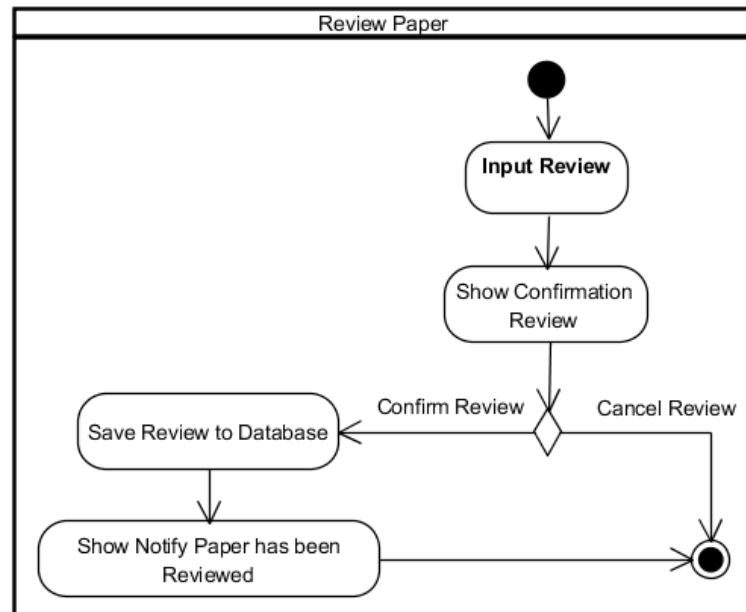 Review Paper
Input Review
Show Confirmation
Review
Confirm Review
Cancel Review
Save Review to Database
Show Notify Paper has been
Reviewed